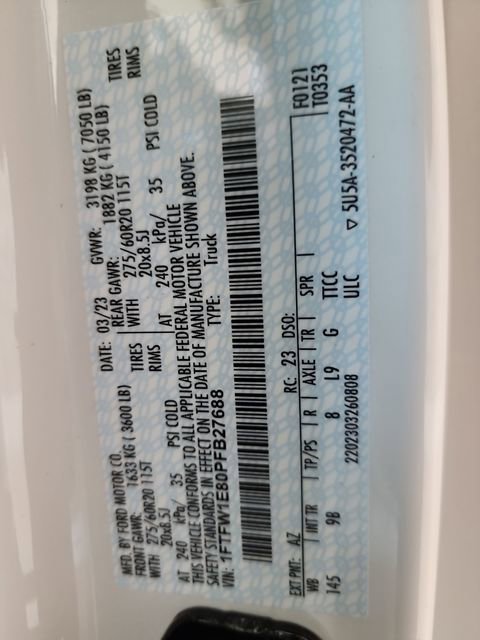 MFD. BY FORD MOTOR CO.
DATE: 03/23 GVWR: 3198 KG ( 7050 LB)
FRONT GAWR: 1633 KG ( 3600 LB) REAR GAWR: 1882 KG ( 4150 LB)
WITH 275/60R20 115T TIRES WITH 275/60R20 115T TIRES
20x8.5J RIMS 20x8.5J RIMS
AT 240 kPa/ 35 PSI COLD AT 240 kPa/ 35 PSI COLD
THIS VEHICLE CONFORMS TO ALL APPLICABLE FEDERAL MOTOR VEHICLE
SAFETY STANDARDS IN EFFECT ON THE DATE OF MANUFACTURE SHOWN ABOVE.
VIN: 1FTFW1E80PFB27688 TYPE: Truck
F0121
T0353
EXT PNT: AZ RC: 23 DSO:
WB INT TR TP/PS R AXLE TR SPR
145 9B 8 L9 G TTCC
2202303260808 ULC ▽ 5U5A-3520472-AA